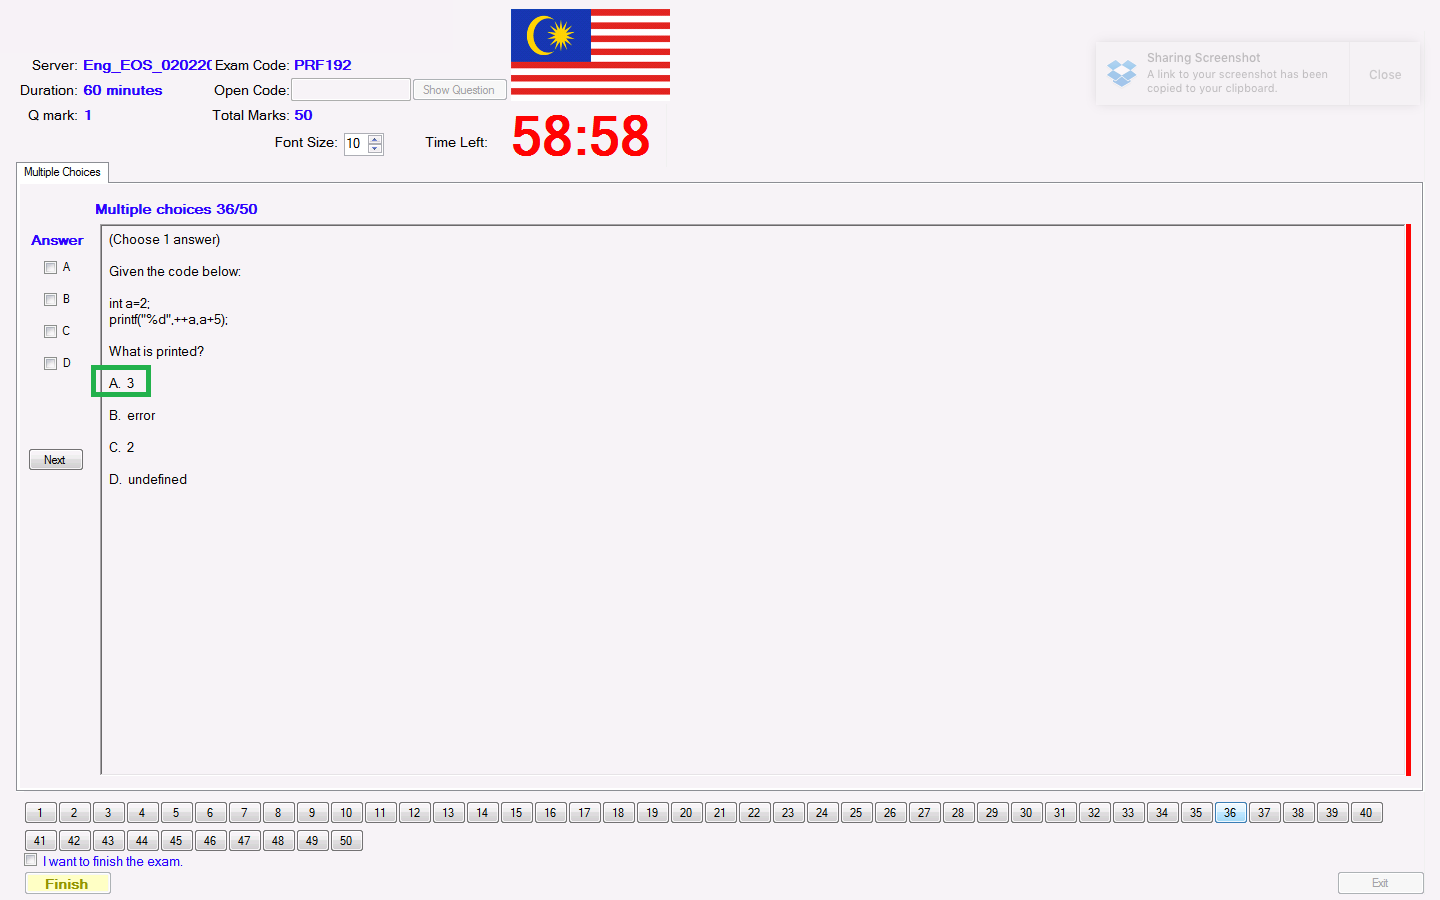 Server: Eng_EOS_02022 Exam Code: PRF192
Duration: 60 minutes Open Code: Show Question
Q mark: 1 Total Marks: 50
Font Size: 10 Time Left: 58:58
Sharing Screenshot
A link to your screenshot has been
copied to your clipboard.
Close
Multiple Choices
Multiple choices 36/50
Answer
A
B
C
D
Next
(Choose 1 answer)
Given the code below:
int a=2;
printf("%d",++a,a+5);
What is printed?
A. 3
B. error
C. 2
D. undefined
1 2 3 4 5 6 7 8 9 10 11 12 13 14 15 16 17 18 19 20 21 22 23 24 25 26 27 28 29 30 31 32 33 34 35 36 37 38 39 40
41 42 43 44 45 46 47 48 49 50
I want to finish the exam.
Finish
Exit